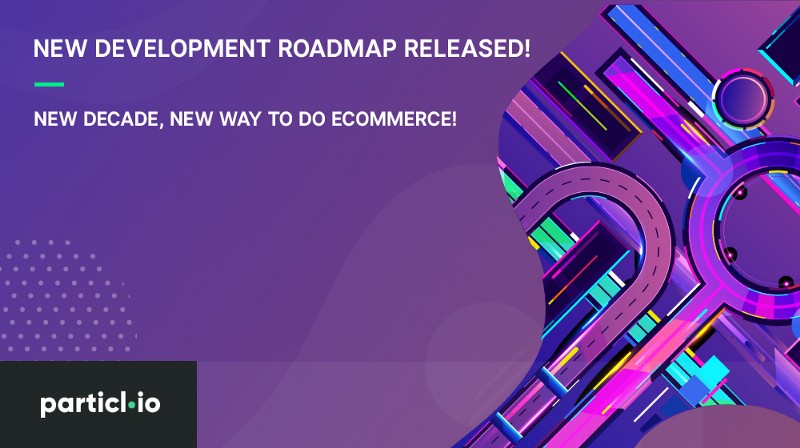 NEW DEVELOPMENT ROADMAP RELEASED!
NEW DECADE, NEW WAY TO DO ECOMMERCE!
particl•io